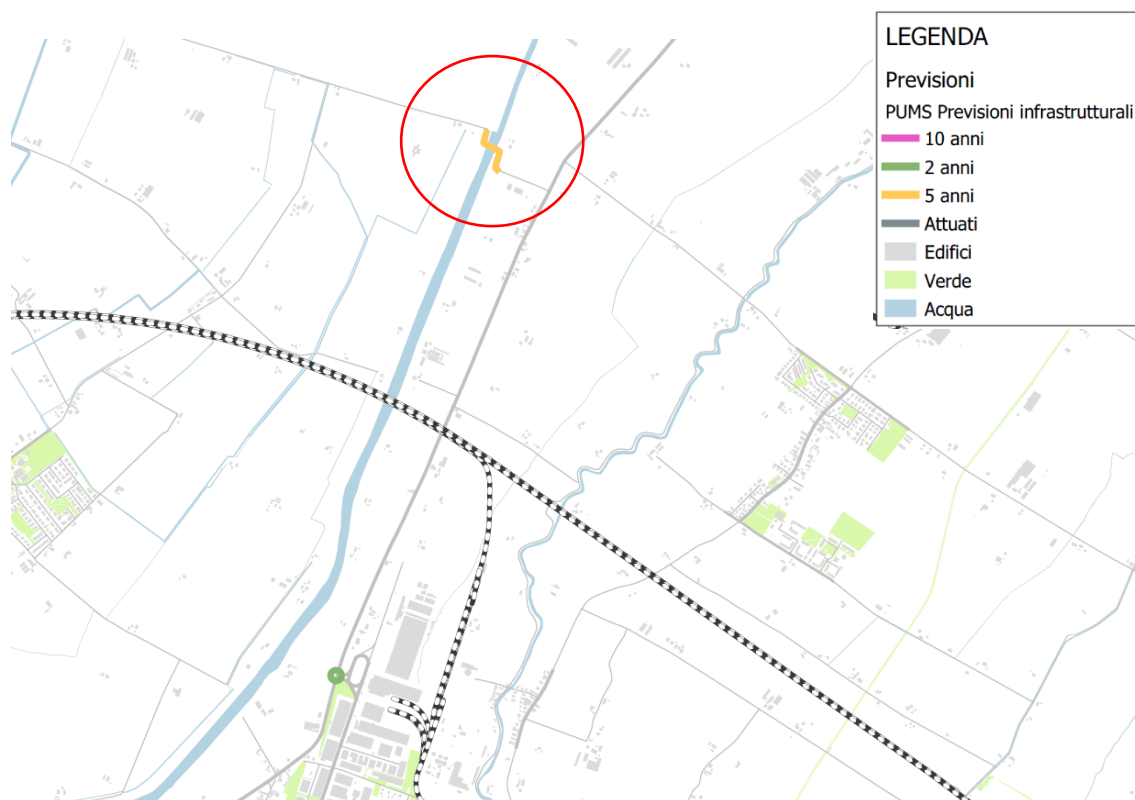 LEGENDA
Previsioni
PUMS Previsioni infrastrutturali
10 anni
2 anni
5 anni
Attuati
Edifici
Verde
Acqua